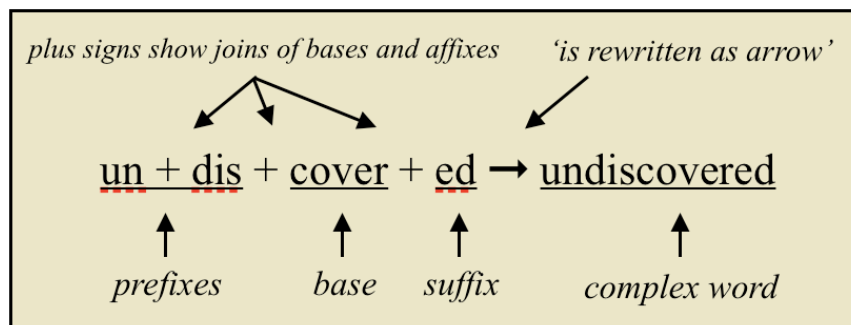 plus signs show joins of bases and affixes ‘is rewritten as arrow’
un + dis + cover + ed → undiscovered
prefixes base suffix complex word